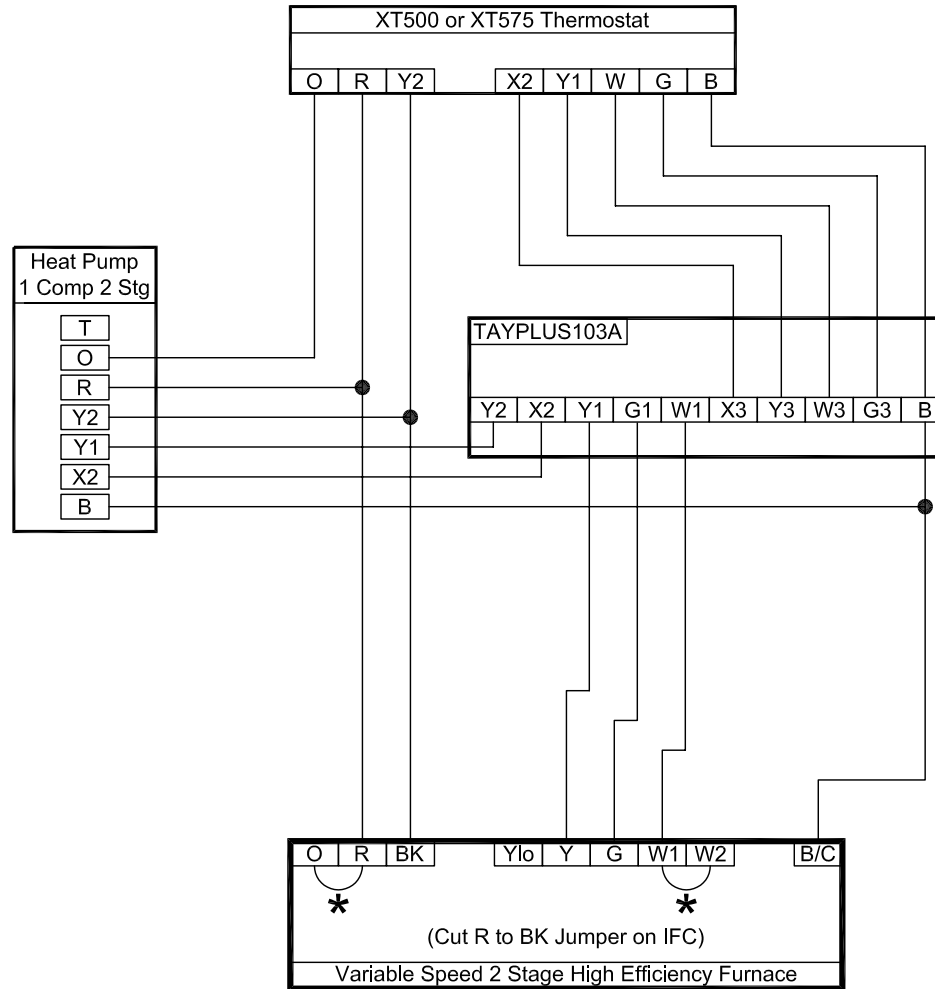 XT500 or XT575 Thermostat
O R Y2 X2 Y1 W G B
Heat Pump
1 Comp 2 Stg
T
O
R
Y2
Y1
X2
B
TAYPLUS103A
Y2 X2 Y1 G1 W1 X3 Y3 W3 G3 B
O R BK Ylo Y G W1 W2 B/C
* *
(Cut R to BK Jumper on IFC)
Variable Speed 2 Stage High Efficiency Furnace